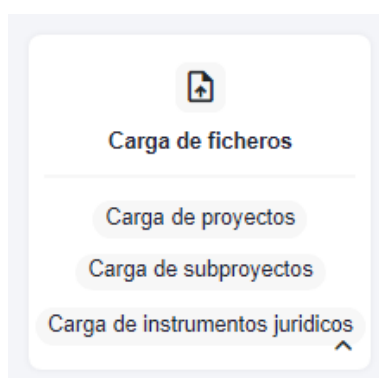 Carga de ficheros
Carga de proyectos
Carga de subproyectos
Carga de instrumentos juridicos